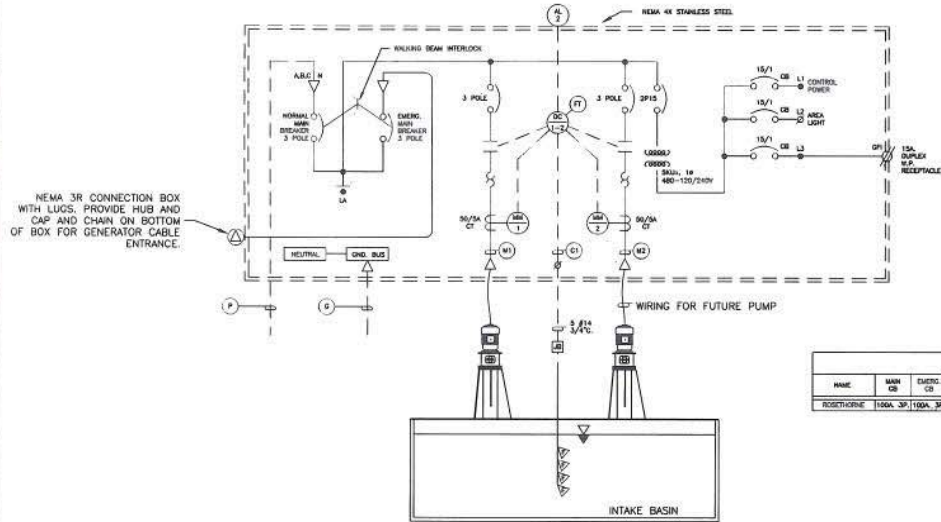 AL
2
NEMA 4X STAINLESS STEEL
WALKING BEAM INTERLOCK
A,B,C N
NORMAL
MAIN
BREAKER
3 POLE
EMERG.
MAIN
BREAKER
3 POLE
LA
3 POLE
FT
DC
1-2
3 POLE
2P15
15/1
CB L1
CONTROL
POWER
15/1
CB L2
AREA
LIGHT
15/1
CB L3
GFI
15A.
DUPLEX
W.P.
RECEPTACLE
480-120/240V
NEMA 3R CONNECTION BOX
WITH LUGS. PROVIDE HUB AND
CAP AND CHAIN ON BOTTOM
OF BOX FOR GENERATOR CABLE
ENTRANCE.
NEUTRAL
GND. BUS
50/5A
CT
MM
1
MM
2
50/5A
CT
M1
C1
M2
P
G
WIRING FOR FUTURE PUMP
5 #14
3/4"C.
JB
NAME
MAIN
CB
EMERG.
CB
ROSETHORNE
100A. 3P.
100A. 3P
INTAKE BASIN